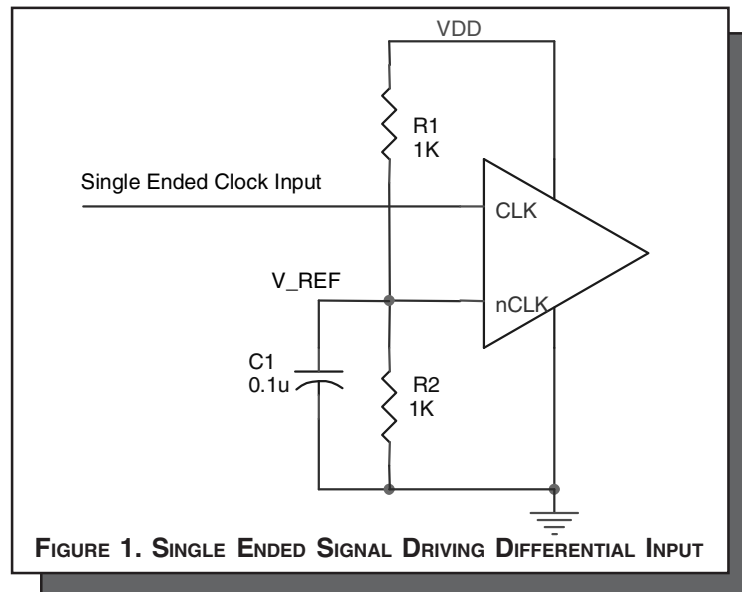 VDD
R1
1K
Single Ended Clock Input
CLK
V_REF
nCLK
C1
0.1u
R2
1K
FIGURE 1. SINGLE ENDED SIGNAL DRIVING DIFFERENTIAL INPUT